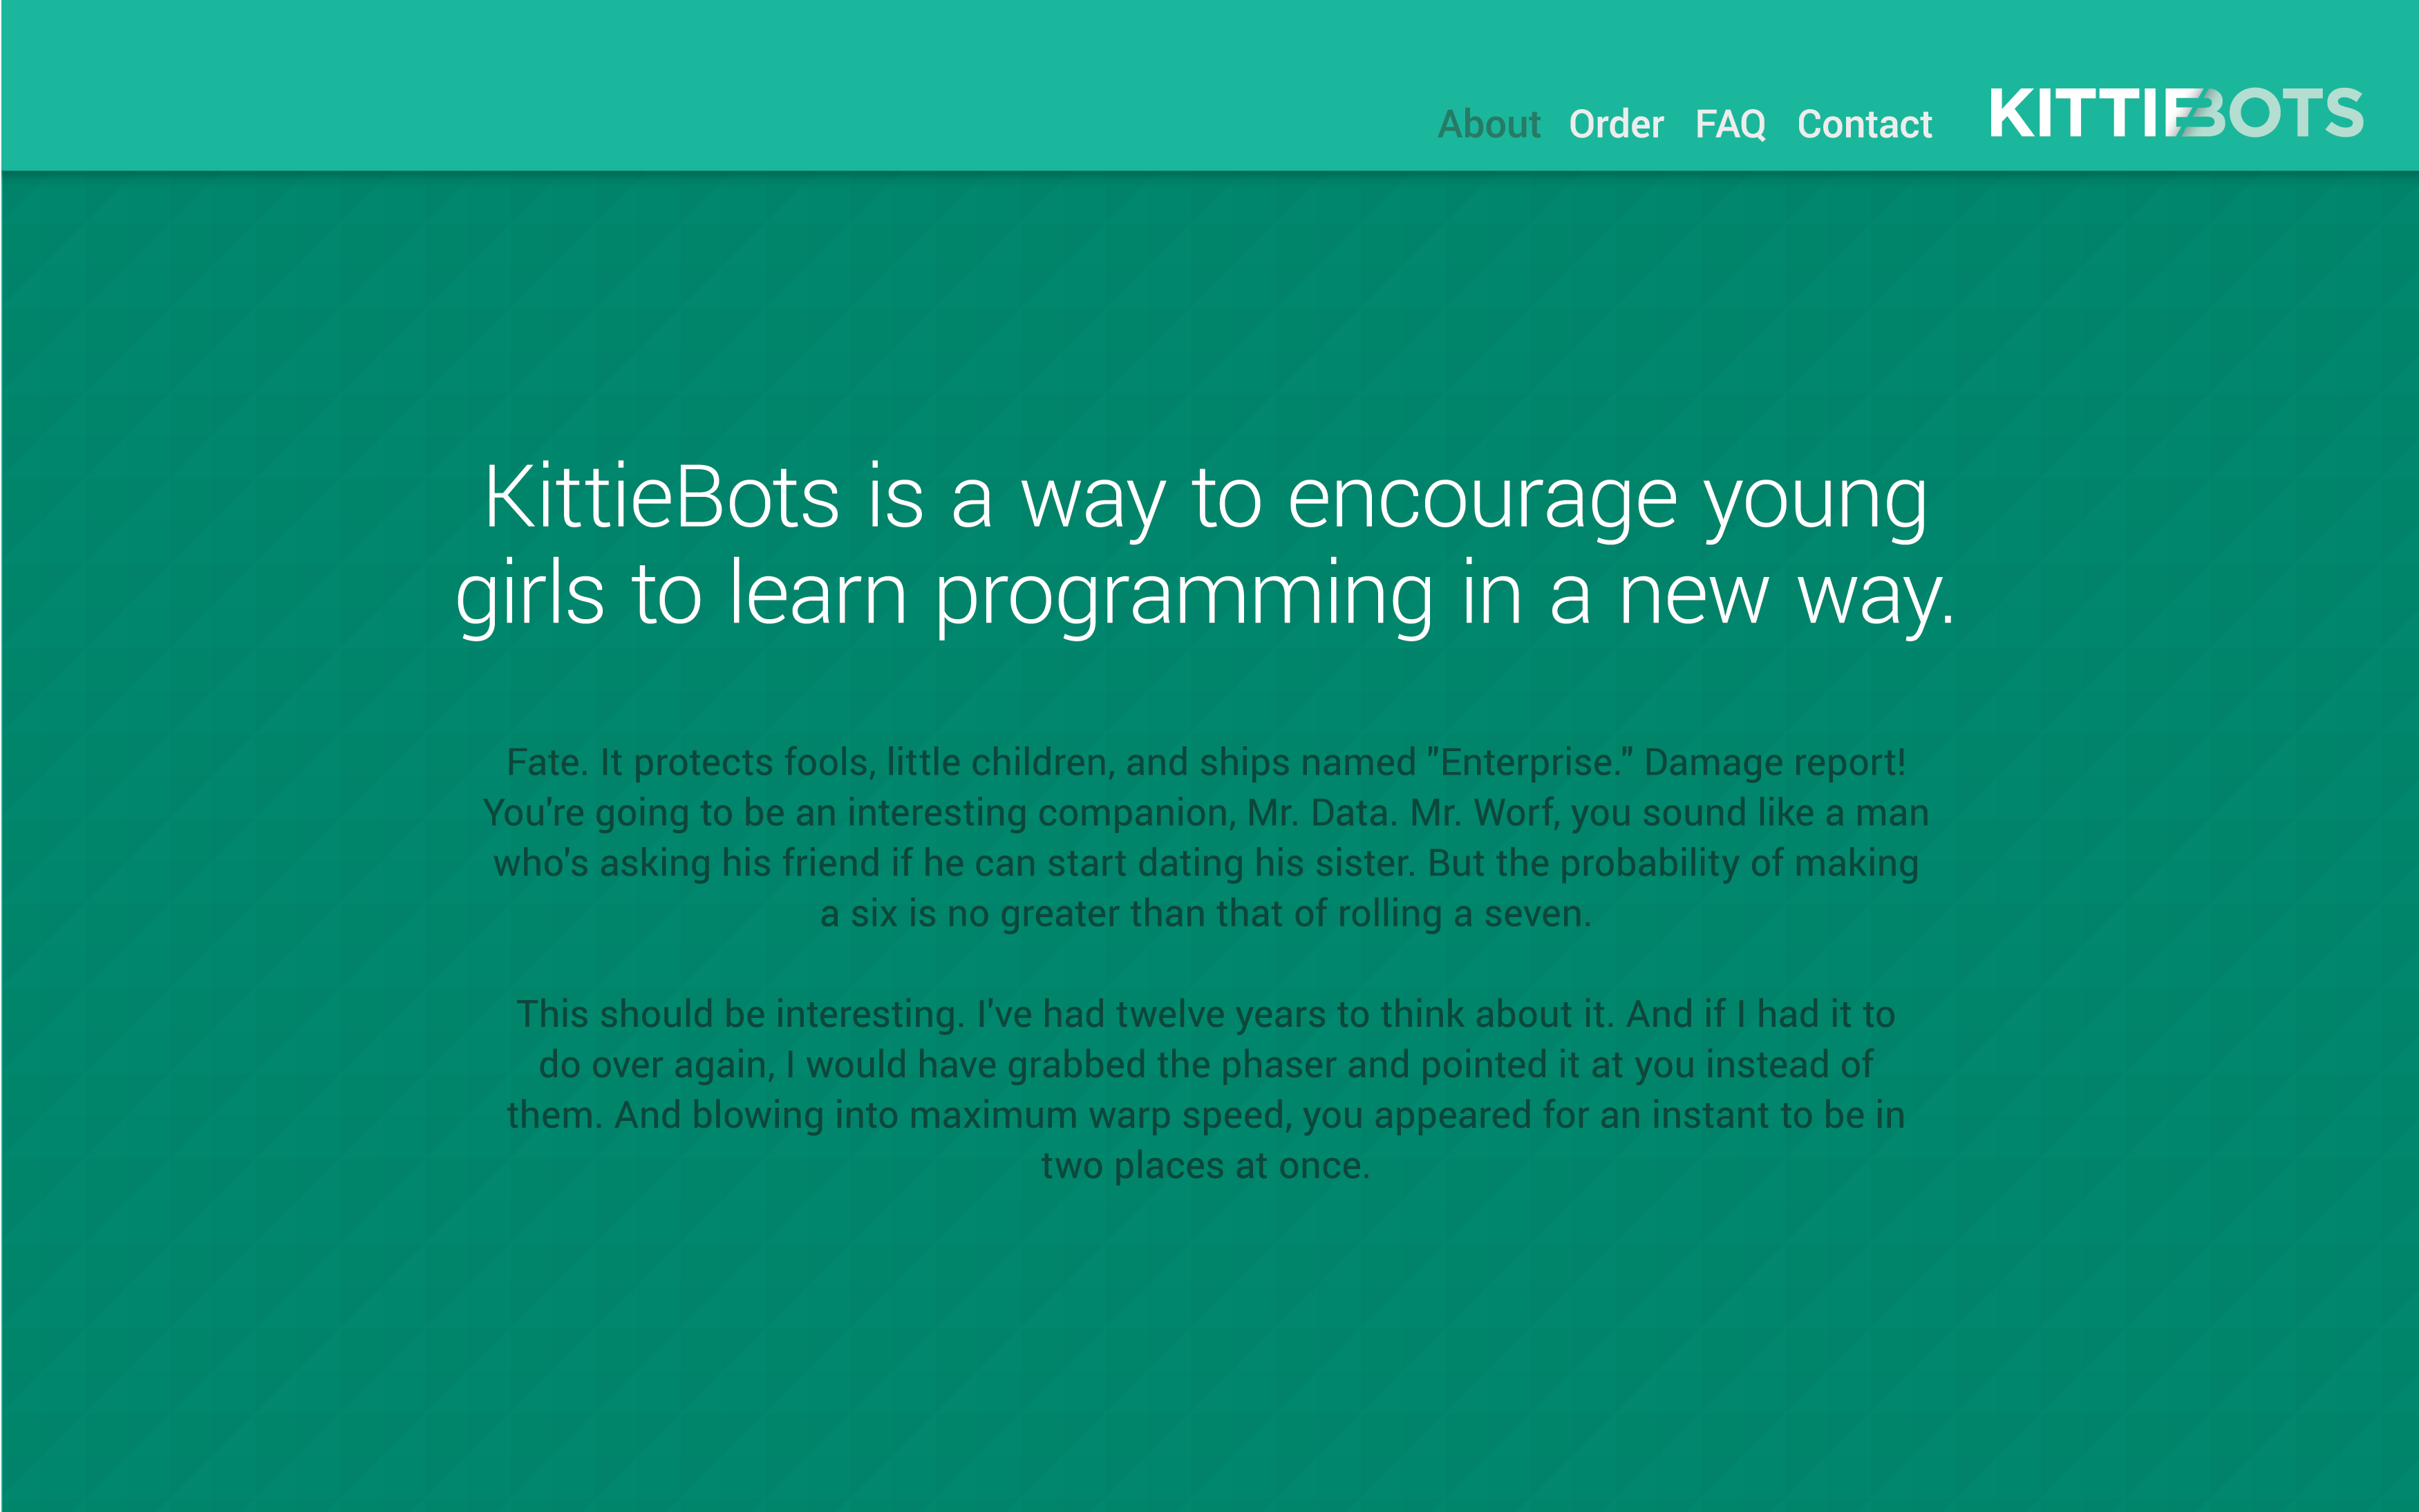 About Order FAQ Contact KITTIEBOTS
KittieBots is a way to encourage young
girls to learn programming in a new way.
Fate. It protects fools, little children, and ships named "Enterprise." Damage report!
You're going to be an interesting companion, Mr. Data. Mr. Worf, you sound like a man
who's asking his friend if he can start dating his sister. But the probability of making
a six is no greater than that of rolling a seven.
This should be interesting. I've had twelve years to think about it. And if I had it to
do over again, I would have grabbed the phaser and pointed it at you instead of
them. And blowing into maximum warp speed, you appeared for an instant to be in
two places at once.